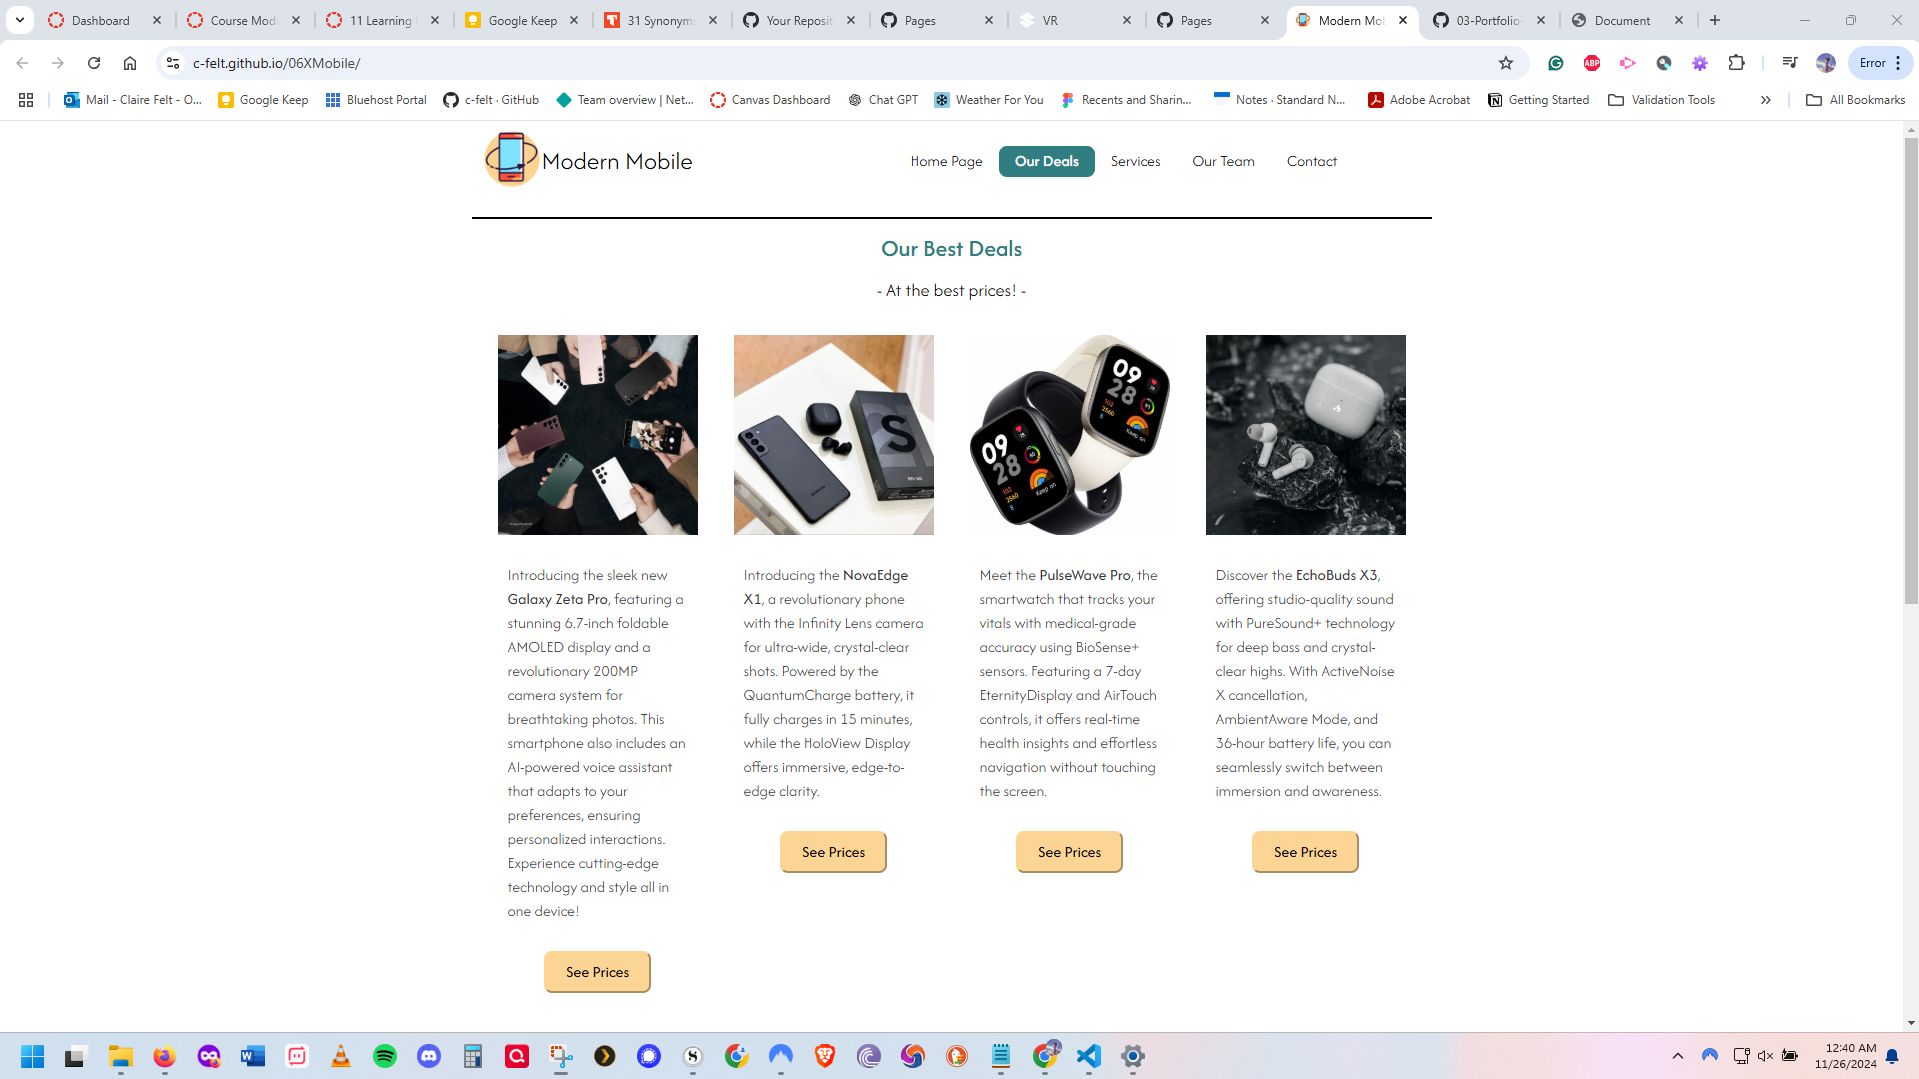 Dashboard
Course Mod
11 Learning
Google Keep
31 Synonyms
Your Reposit
Pages
VR
Pages
Modern Mo
03-Portfolio-
Document
c-felt.github.io/06XMobile/
ABP
Error
Mail - Claire Felt - O...
Google Keep
Bluehost Portal
c-felt · GitHub
Team overview | Net...
Canvas Dashboard
Chat GPT
Weather For You
Recents and Sharin...
Notes · Standard N...
Adobe Acrobat
Getting Started
Validation Tools
All Bookmarks
Modern Mobile
Home Page
Our Deals
Services
Our Team
Contact
Our Best Deals
- At the best prices! -
Introducing the sleek new
Galaxy Zeta Pro, featuring a
stunning 6.7-inch foldable
AMOLED display and a
revolutionary 200MP
camera system for
breathtaking photos. This
smartphone also includes an
AI-powered voice assistant
that adapts to your
preferences, ensuring
personalized interactions.
Experience cutting-edge
technology and style all in
one device!
See Prices
Introducing the NovaEdge
X1, a revolutionary phone
with the Infinity Lens camera
for ultra-wide, crystal-clear
shots. Powered by the
QuantumCharge battery, it
fully charges in 15 minutes,
while the HoloView Display
offers immersive, edge-to-
edge clarity.
See Prices
09
28
Keep on
09
28
Keep on
Meet the PulseWave Pro, the
smartwatch that tracks your
vitals with medical-grade
accuracy using BioSense+
sensors. Featuring a 7-day
EternityDisplay and AirTouch
controls, it offers real-time
health insights and effortless
navigation without touching
the screen.
See Prices
Discover the EchoBuds X3,
offering studio-quality sound
with PureSound+ technology
for deep bass and crystal-
clear highs. With ActiveNoise
X cancellation,
AmbientAware Mode, and
36-hour battery life, you can
seamlessly switch between
immersion and awareness.
See Prices
12:40 AM
11/26/2024